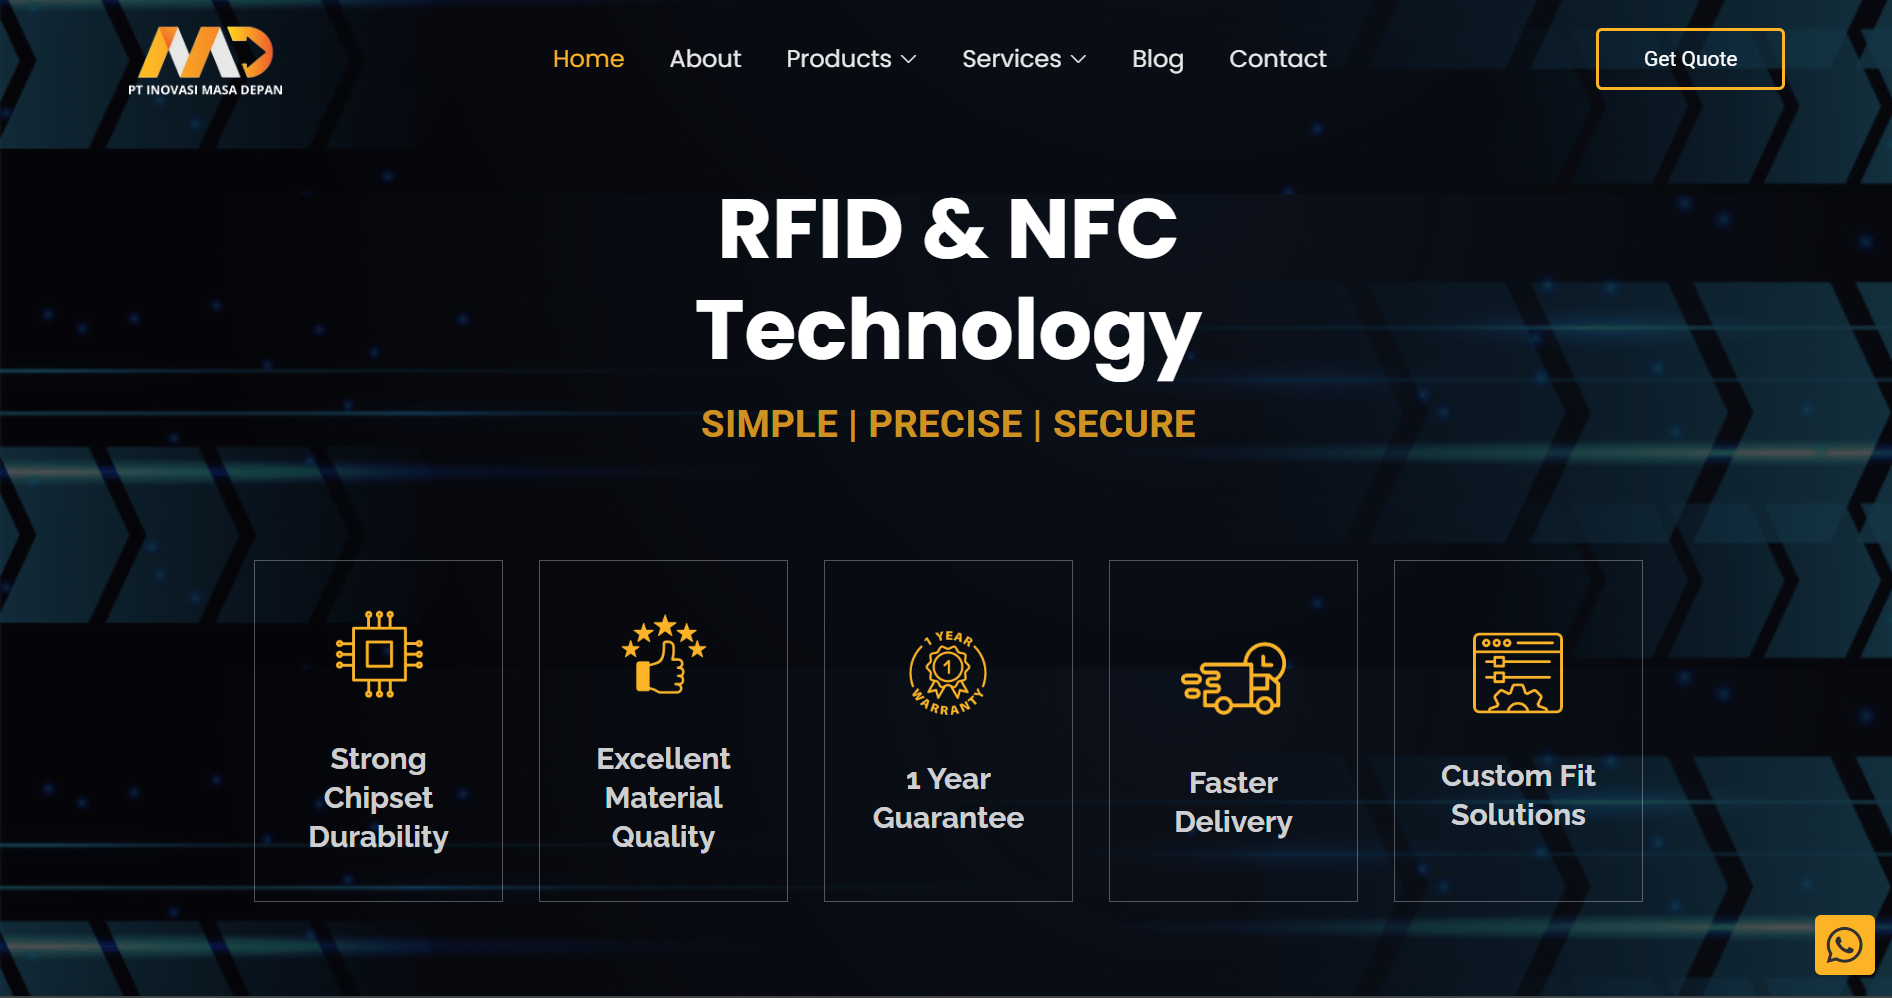 PT INOVASI MASA DEPAN
Home
About
Products
Services
Blog
Contact
Get Quote
RFID & NFC
Technology
SIMPLE | PRECISE | SECURE
Strong
Chipset
Durability
Excellent
Material
Quality
1 YEAR
1
WARRANTY
1 Year
Guarantee
Faster
Delivery
Custom Fit
Solutions